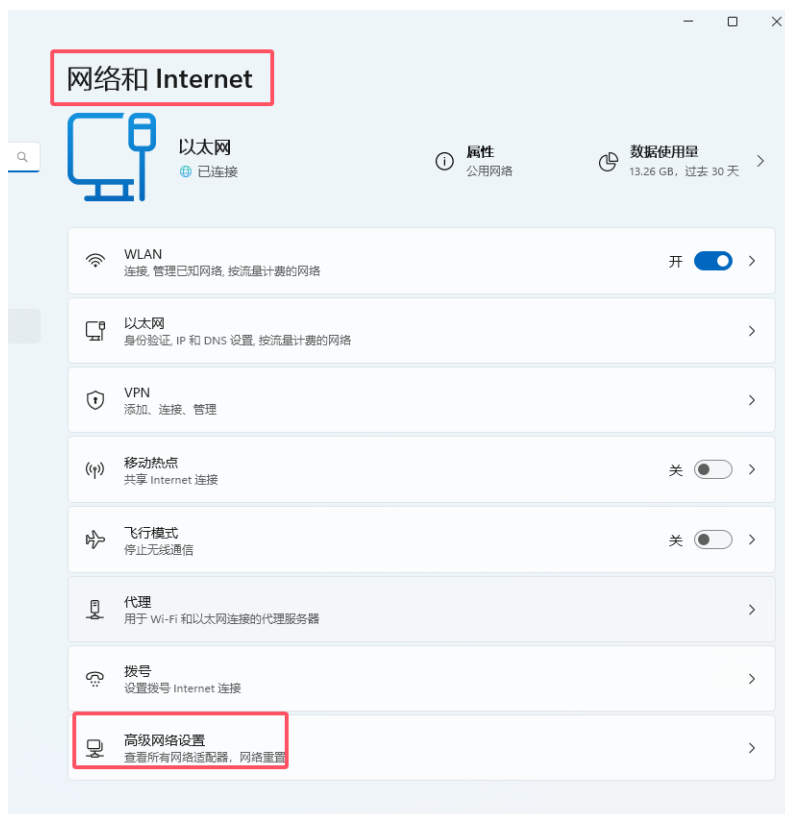 网络和 Internet
以太网
已连接
属性
公用网络
数据使用量
13.26 GB，过去 30 天
WLAN
连接, 管理已知网络, 按流量计费的网络
开
以太网
身份验证, IP 和 DNS 设置, 按流量计费的网络
VPN
添加、连接、管理
移动热点
共享 Internet 连接
关
飞行模式
停止无线通信
关
代理
用于 Wi-Fi 和以太网连接的代理服务器
拨号
设置拨号 Internet 连接
高级网络设置
查看所有网络适配器，网络重置